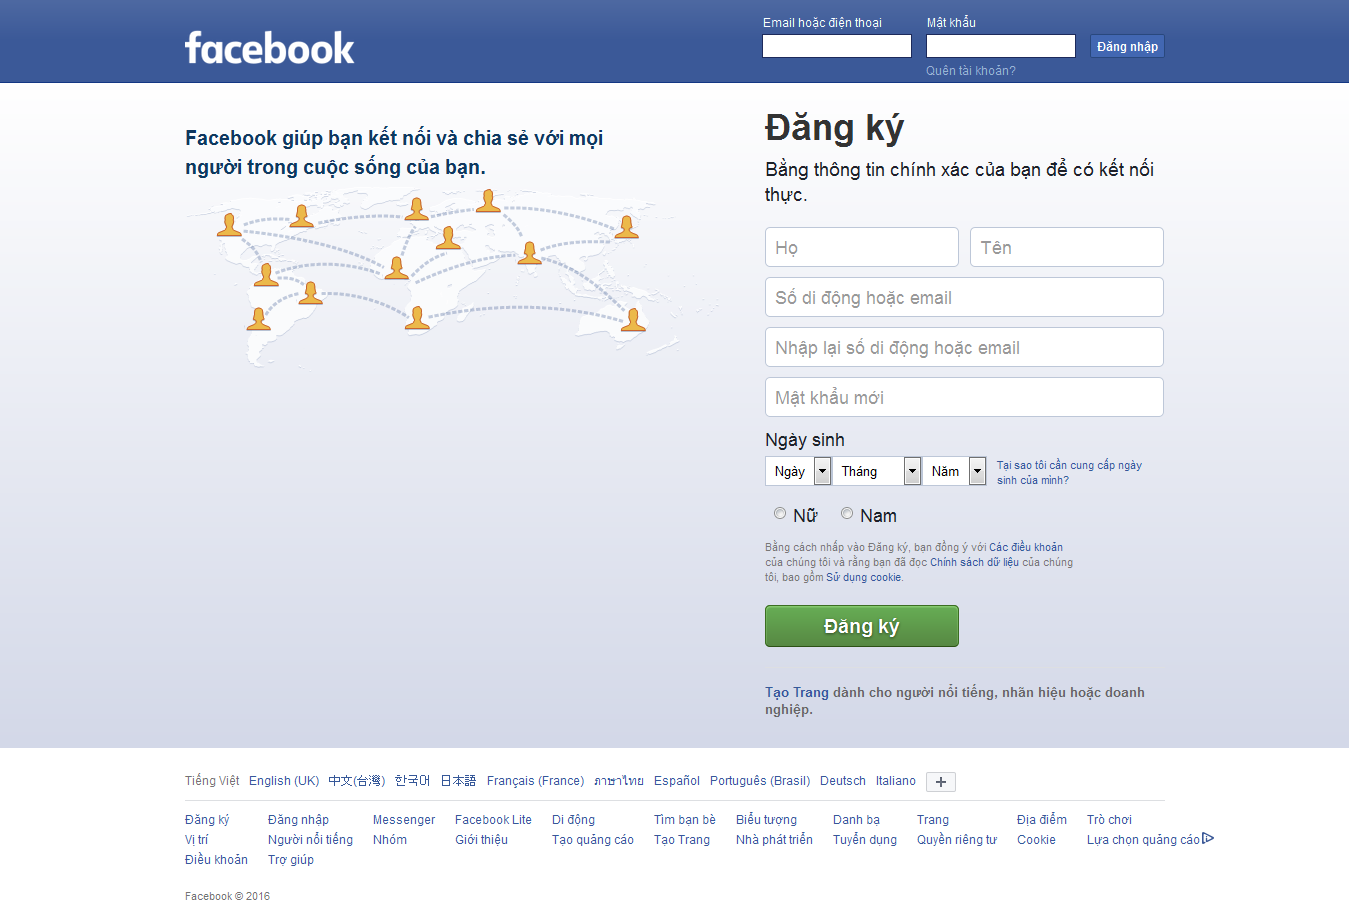 facebook
Email hoặc điện thoại
Mật khẩu
Đăng nhập
Quên tài khoản?
Facebook giúp bạn kết nối và chia sẻ với mọi
người trong cuộc sống của bạn.
Đăng ký
Bằng thông tin chính xác của bạn để có kết nối
thực.
Họ
Tên
Số di động hoặc email
Nhập lại số di động hoặc email
Mật khẩu mới
Ngày sinh
Ngày
Tháng
Năm
Tại sao tôi cần cung cấp ngày
sinh của mình?
Nữ
Nam
Bằng cách nhấp vào Đăng ký, bạn đồng ý với Các điều khoản
của chúng tôi và rằng bạn đã đọc Chính sách dữ liệu của chúng
tôi, bao gồm Sử dụng cookie.
Đăng ký
Tạo Trang dành cho người nổi tiếng, nhãn hiệu hoặc doanh
nghiệp.
Tiếng Việt English (UK) 中文(台灣) 한국어 日本語 Français (France) ภาษาไทย Español Português (Brasil) Deutsch Italiano +
Đăng ký Đăng nhập Messenger Facebook Lite Di động Tìm bạn bè Biểu tượng Danh bạ Trang Địa điểm Trò chơi
Vị trí Người nổi tiếng Nhóm Giới thiệu Tạo quảng cáo Tạo Trang Nhà phát triển Tuyển dụng Quyền riêng tư Cookie Lựa chọn quảng cáo
Điều khoản Trợ giúp
Facebook © 2016